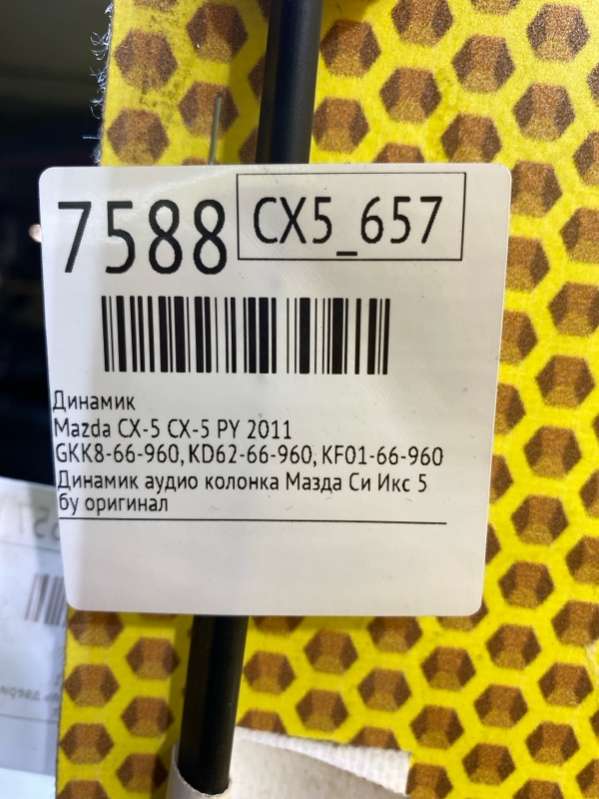 7588
CX5_657
Динамик
Mazda CX-5 CX-5 PY 2011
GKK8-66-960, KD62-66-960, KF01-66-960
Динамик аудио колонка Мазда Си Икс 5
бу оригинал